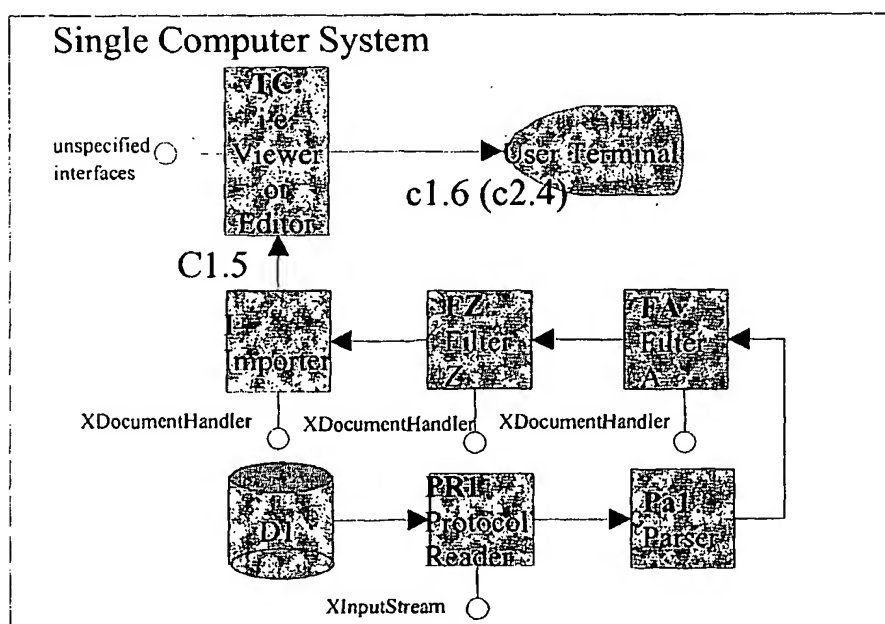 Single Computer System
TC:
i.e.
Viewer
or
Editor
unspecified
interfaces
User Terminal
c1.6 (c2.4)
C1.5
I
Importer
FZ
Filter
Z
FA
Filter
A
XDocumentHandler
XDocumentHandler
XDocumentHandler
D1
PR1
Protocol
Reader
Pa1
Parser
XInputStream